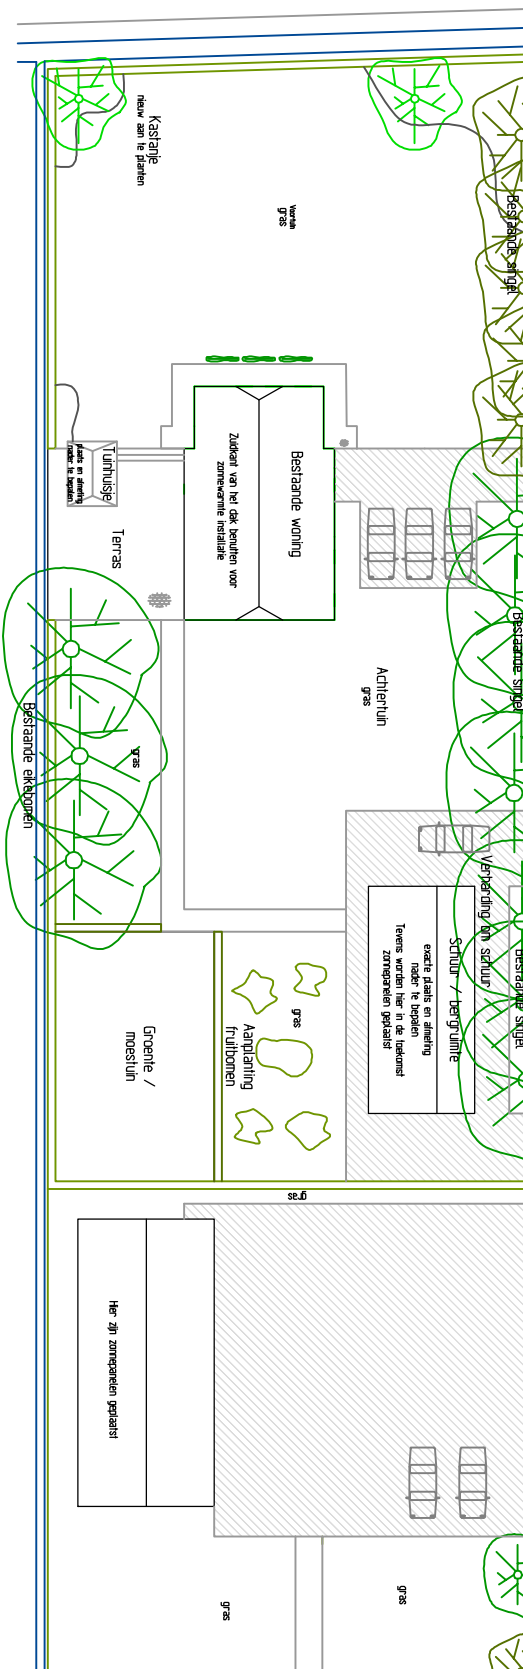 Kastanje
nieuw aan te planten
Voortuin
gras
Bestaande singel
Tuinhuisje
plaats en afmeting
nader te bepalen
Terras
Zuidkant van het dak benutten voor
zonnewarmte installatie
Bestaande woning
Achtertuin
gras
Bestaande singel
Bestaande eikebomen
gras
Verharding om schuur
Schuur / bergruimte
exacte plaats en afmeting
nader te bepalen
Tevens worden hier in de toekomst
zonnepanelen geplaatst
Bestaande singel
Groente /
moestuin
Aanplanting
fruitbomen
gras
gras
Hier zijn zonnepanelen geplaatst
gras
gras